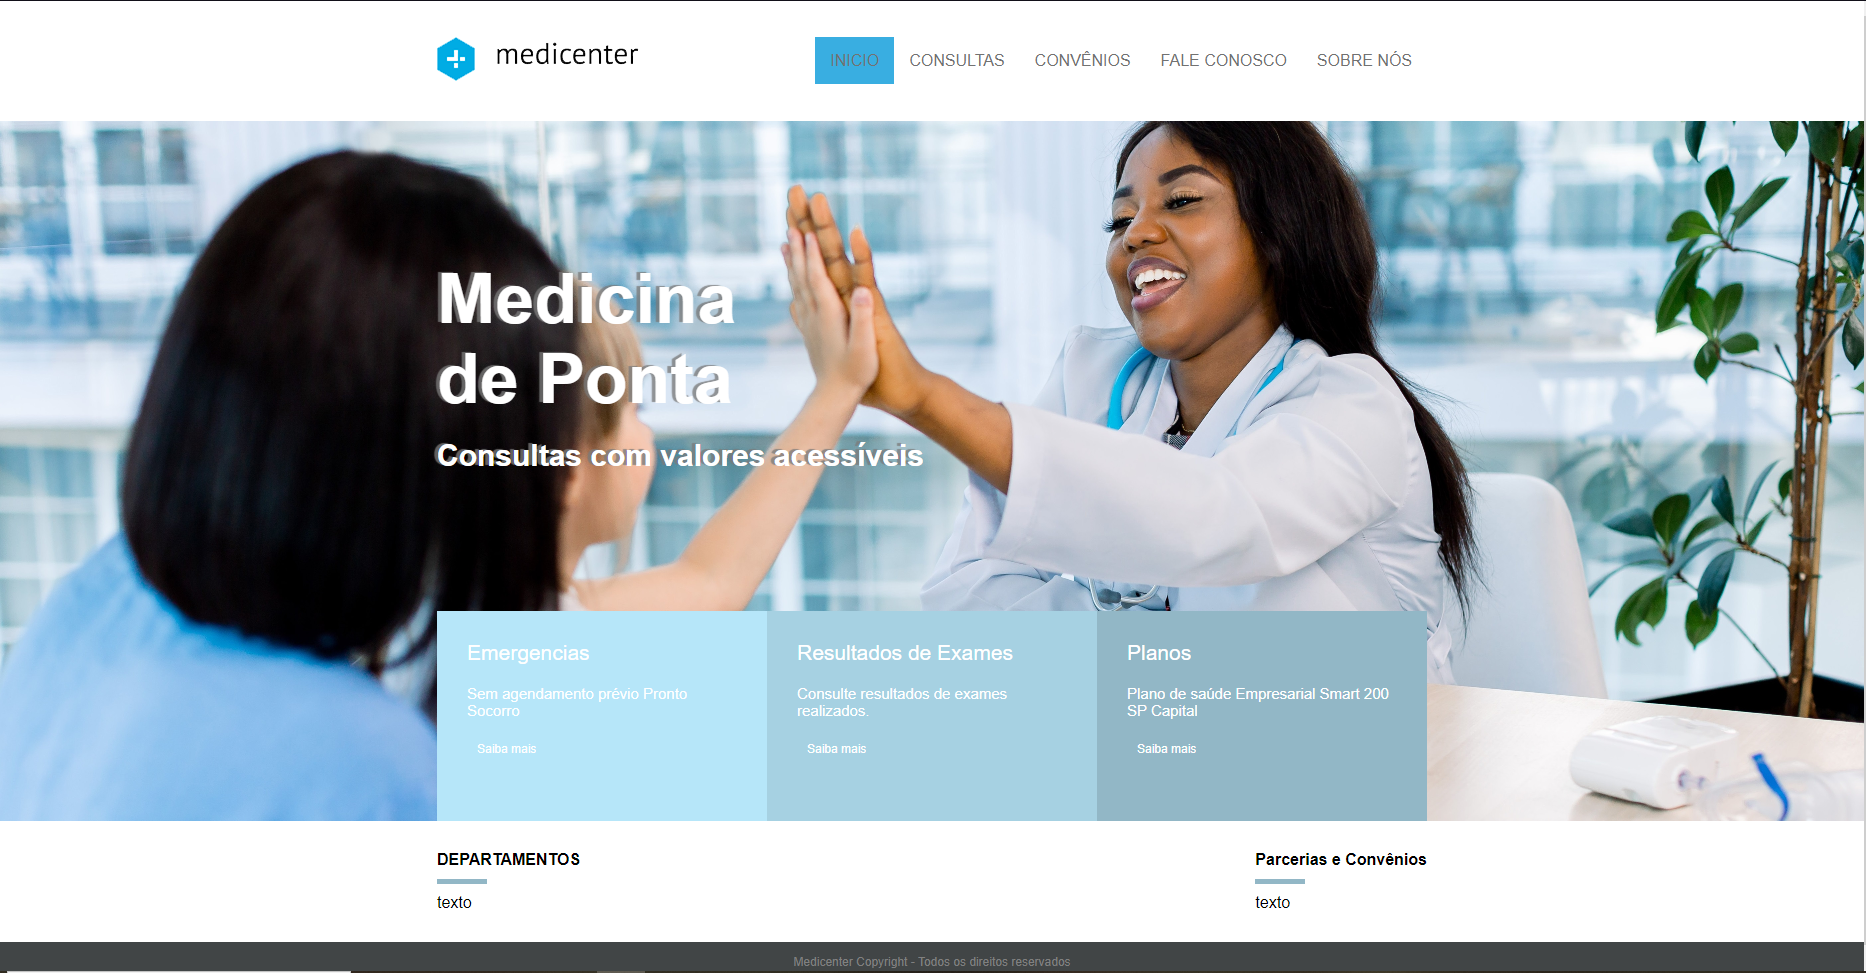 medicenter
INICIO CONSULTAS CONVÊNIOS FALE CONOSCO SOBRE NÓS
Medicina
de Ponta
Consultas com valores acessíveis
Emergencias
Sem agendamento prévio Pronto
Socorro
Saiba mais
Resultados de Exames
Consulte resultados de exames
realizados.
Saiba mais
Planos
Plano de saúde Empresarial Smart 200
SP Capital
Saiba mais
DEPARTAMENTOS
texto
Parcerias e Convênios
texto
Medicenter Copyright - Todos os direitos reservados